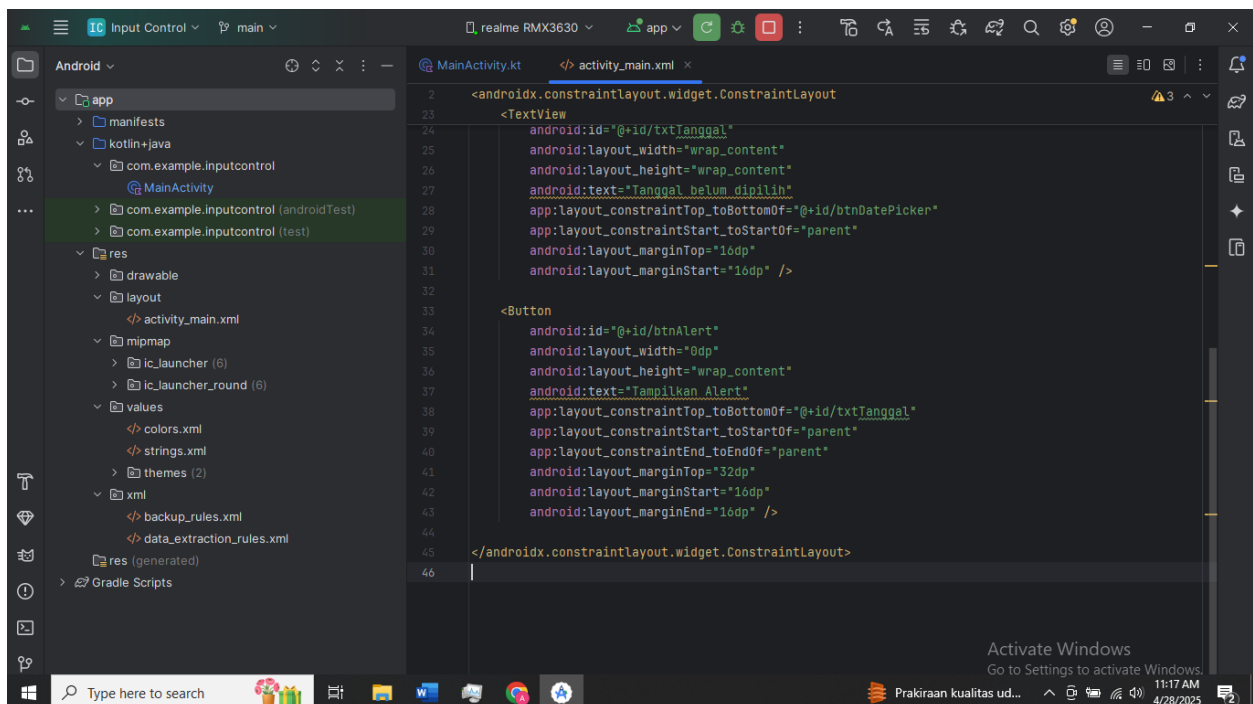 IC Input Control main realme RMX3630 app
Android
MainActivity.kt </> activity_main.xml
app
manifests
kotlin+java
com.example.inputcontrol
MainActivity
com.example.inputcontrol (androidTest)
com.example.inputcontrol (test)
res
drawable
layout
</> activity_main.xml
mipmap
ic_launcher (6)
ic_launcher_round (6)
values
</> colors.xml
</> strings.xml
themes (2)
xml
</> backup_rules.xml
</> data_extraction_rules.xml
res (generated)
Gradle Scripts
2 <androidx.constraintlayout.widget.ConstraintLayout
3
23 <TextView
24 android:id="@+id/txtTanggal"
25 android:layout_width="wrap_content"
26 android:layout_height="wrap_content"
27 android:text="Tanggal belum dipilih"
28 app:layout_constraintTop_toBottomOf="@+id/btnDatePicker"
29 app:layout_constraintStart_toStartOf="parent"
30 android:layout_marginTop="16dp"
31 android:layout_marginStart="16dp" />
32
33 <Button
34 android:id="@+id/btnAlert"
35 android:layout_width="0dp"
36 android:layout_height="wrap_content"
37 android:text="Tampilkan Alert"
38 app:layout_constraintTop_toBottomOf="@+id/txtTanggal"
39 app:layout_constraintStart_toStartOf="parent"
40 app:layout_constraintEnd_toEndOf="parent"
41 android:layout_marginTop="32dp"
42 android:layout_marginStart="16dp"
43 android:layout_marginEnd="16dp" />
44
45 </androidx.constraintlayout.widget.ConstraintLayout>
46
Activate Windows
Go to Settings to activate Windows.
Type here to search
Prakiraan kualitas ud...
11:17 AM
4/28/2025
2